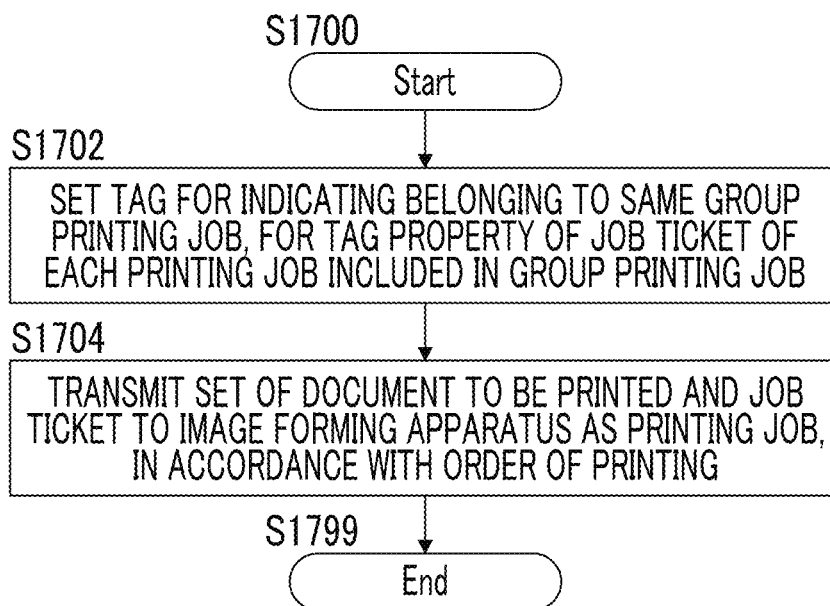 S1700
Start
S1702
SET TAG FOR INDICATING BELONGING TO SAME GROUP
PRINTING JOB, FOR TAG PROPERTY OF JOB TICKET OF
EACH PRINTING JOB INCLUDED IN GROUP PRINTING JOB
S1704
TRANSMIT SET OF DOCUMENT TO BE PRINTED AND JOB
TICKET TO IMAGE FORMING APPARATUS AS PRINTING JOB,
IN ACCORDANCE WITH ORDER OF PRINTING
S1799
End